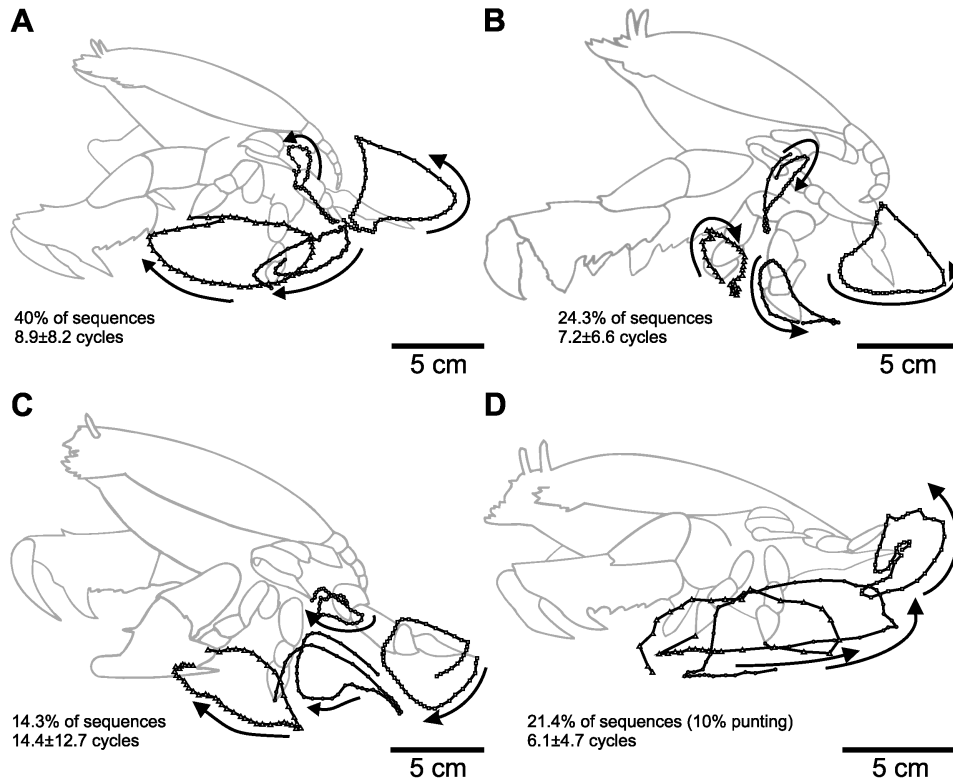 A
40% of sequences
8.9±8.2 cycles
5 cm
B
24.3% of sequences
7.2±6.6 cycles
5 cm
C
14.3% of sequences
14.4±12.7 cycles
5 cm
D
21.4% of sequences (10% punting)
6.1±4.7 cycles
5 cm